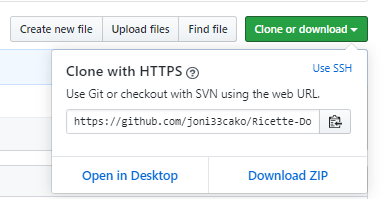 Create new file Upload files Find file Clone or download
Clone with HTTPS ? Use SSH
Use Git or checkout with SVN using the web URL.
https://github.com/joni33cako/Ricette-Do
Open in Desktop Download ZIP